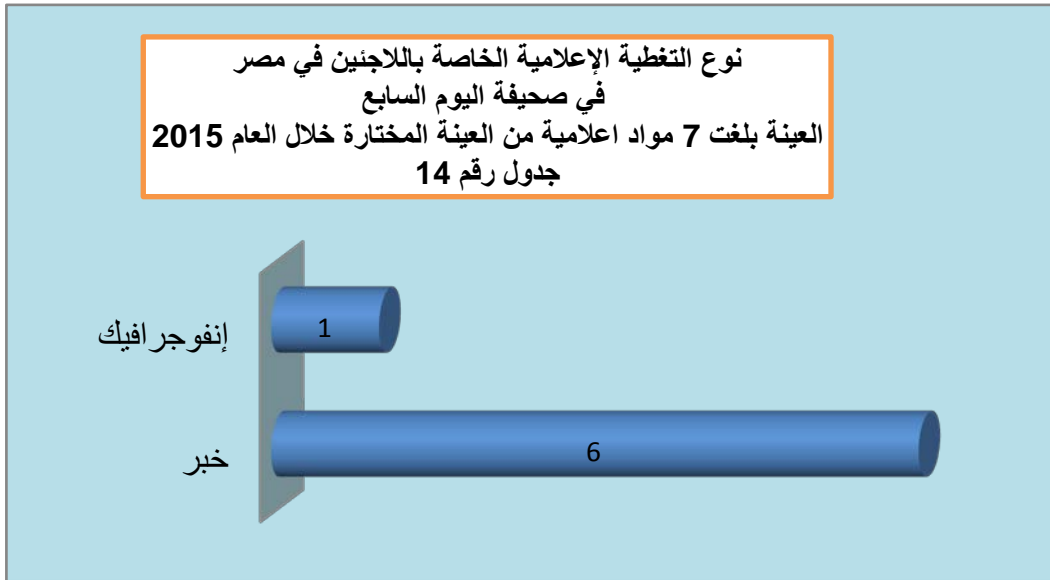 نوع التغطية الإعلامية الخاصة باللاجئين في مصر
في صحيفة اليوم السابع
العينة بلغت 7 مواد اعلامية من العينة المختارة خلال العام 2015
جدول رقم 14
إنفوجرافيك
1
خبر
6